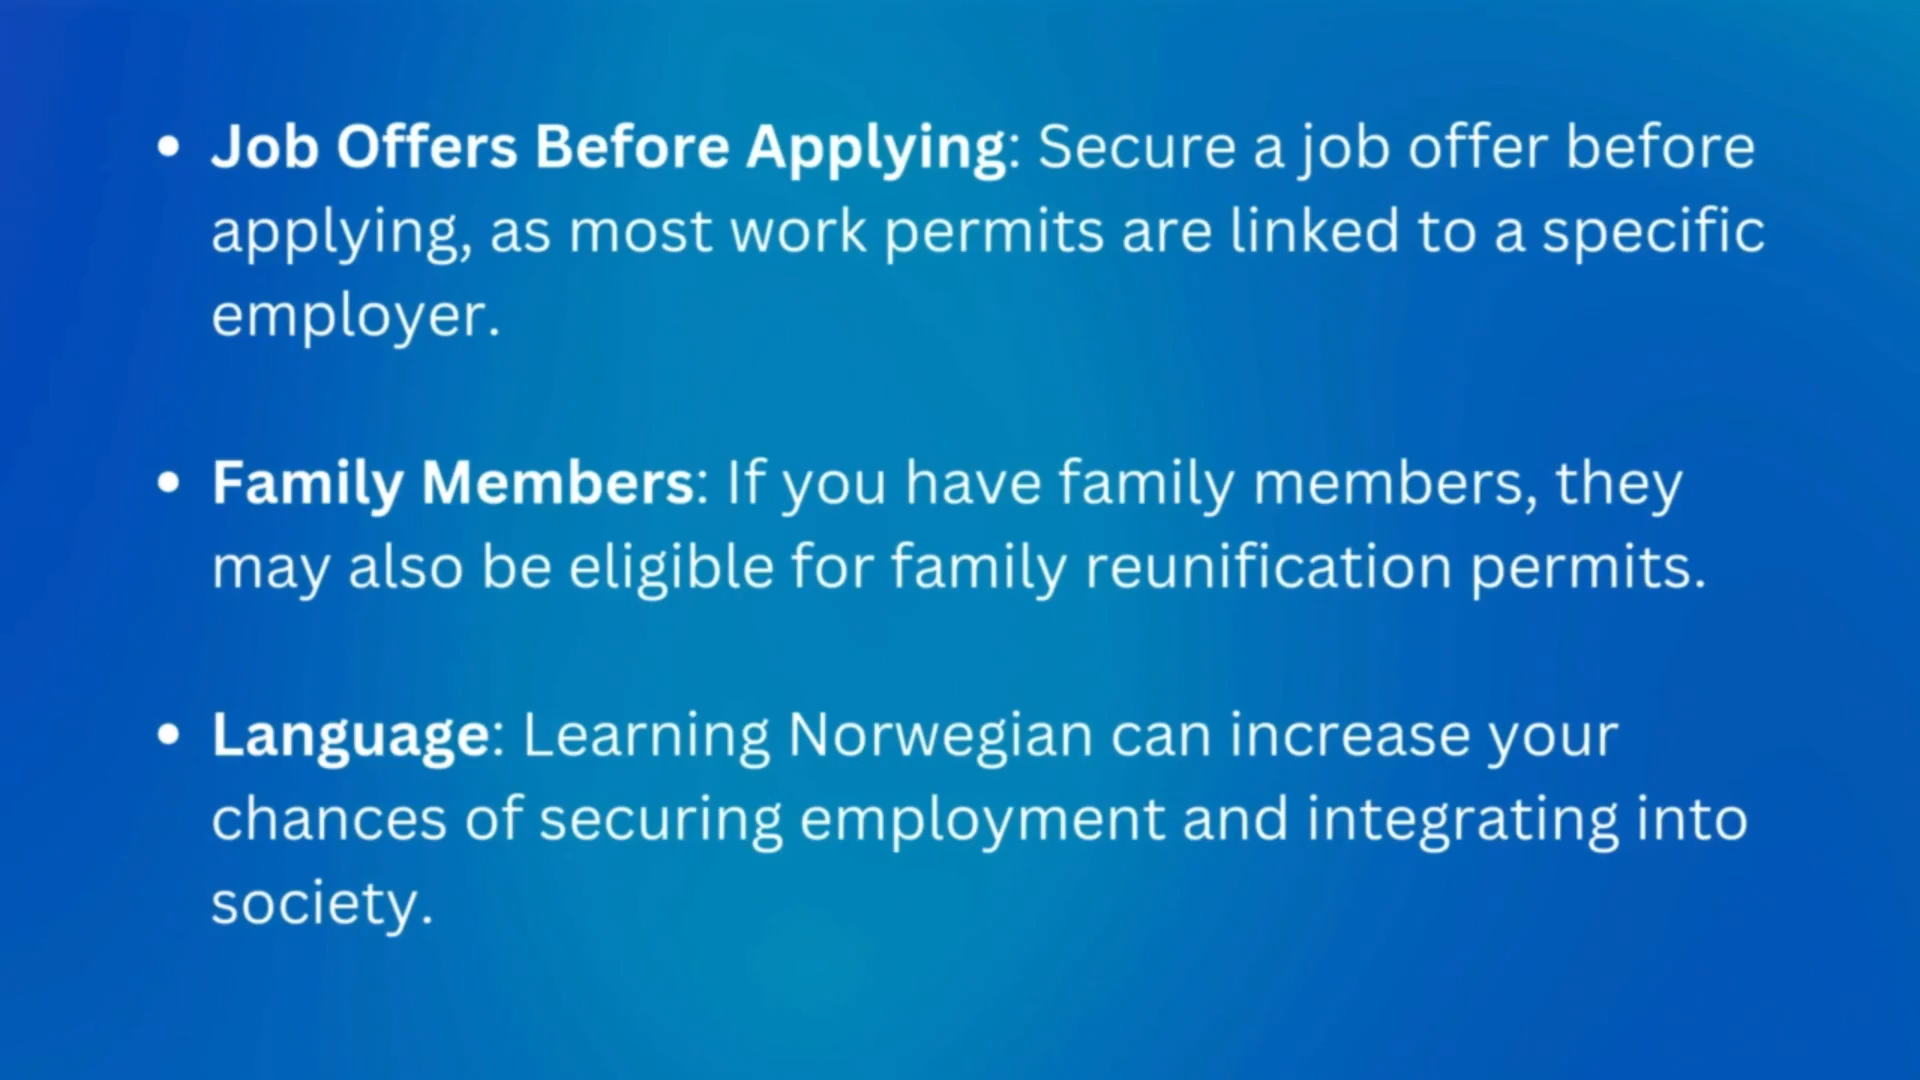 • Job Offers Before Applying: Secure a job offer before
applying, as most work permits are linked to a specific
employer.
• Family Members: If you have family members, they
may also be eligible for family reunification permits.
• Language: Learning Norwegian can increase your
chances of securing employment and integrating into
society.